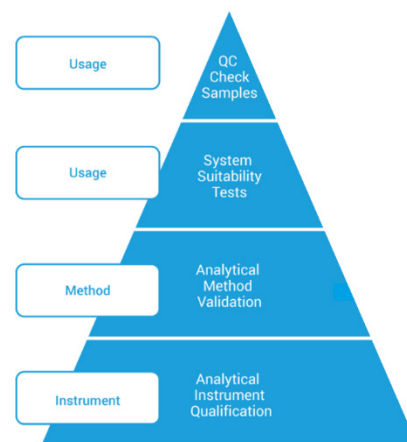 Usage
QC
Check
Samples
Usage
System
Suitability
Tests
Method
Analytical
Method
Validation
Instrument
Analytical
Instrument
Qualification